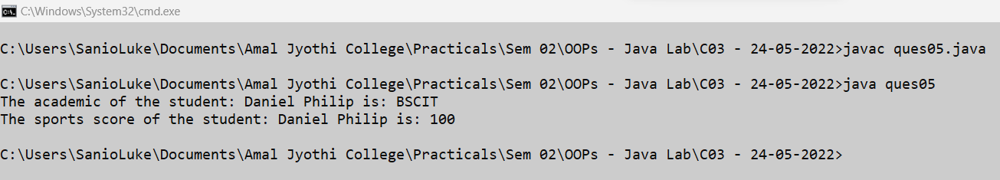 C:\Windows\System32\cmd.exe
C:\Users\SanioLuke\Documents\Amal Jyothi College\Practicals\Sem 02\OOPs - Java Lab\C03 - 24-05-2022>javac ques05.java
C:\Users\SanioLuke\Documents\Amal Jyothi College\Practicals\Sem 02\OOPs - Java Lab\C03 - 24-05-2022>java ques05
The academic of the student: Daniel Philip is: BSCIT
The sports score of the student: Daniel Philip is: 100
C:\Users\SanioLuke\Documents\Amal Jyothi College\Practicals\Sem 02\OOPs - Java Lab\C03 - 24-05-2022>